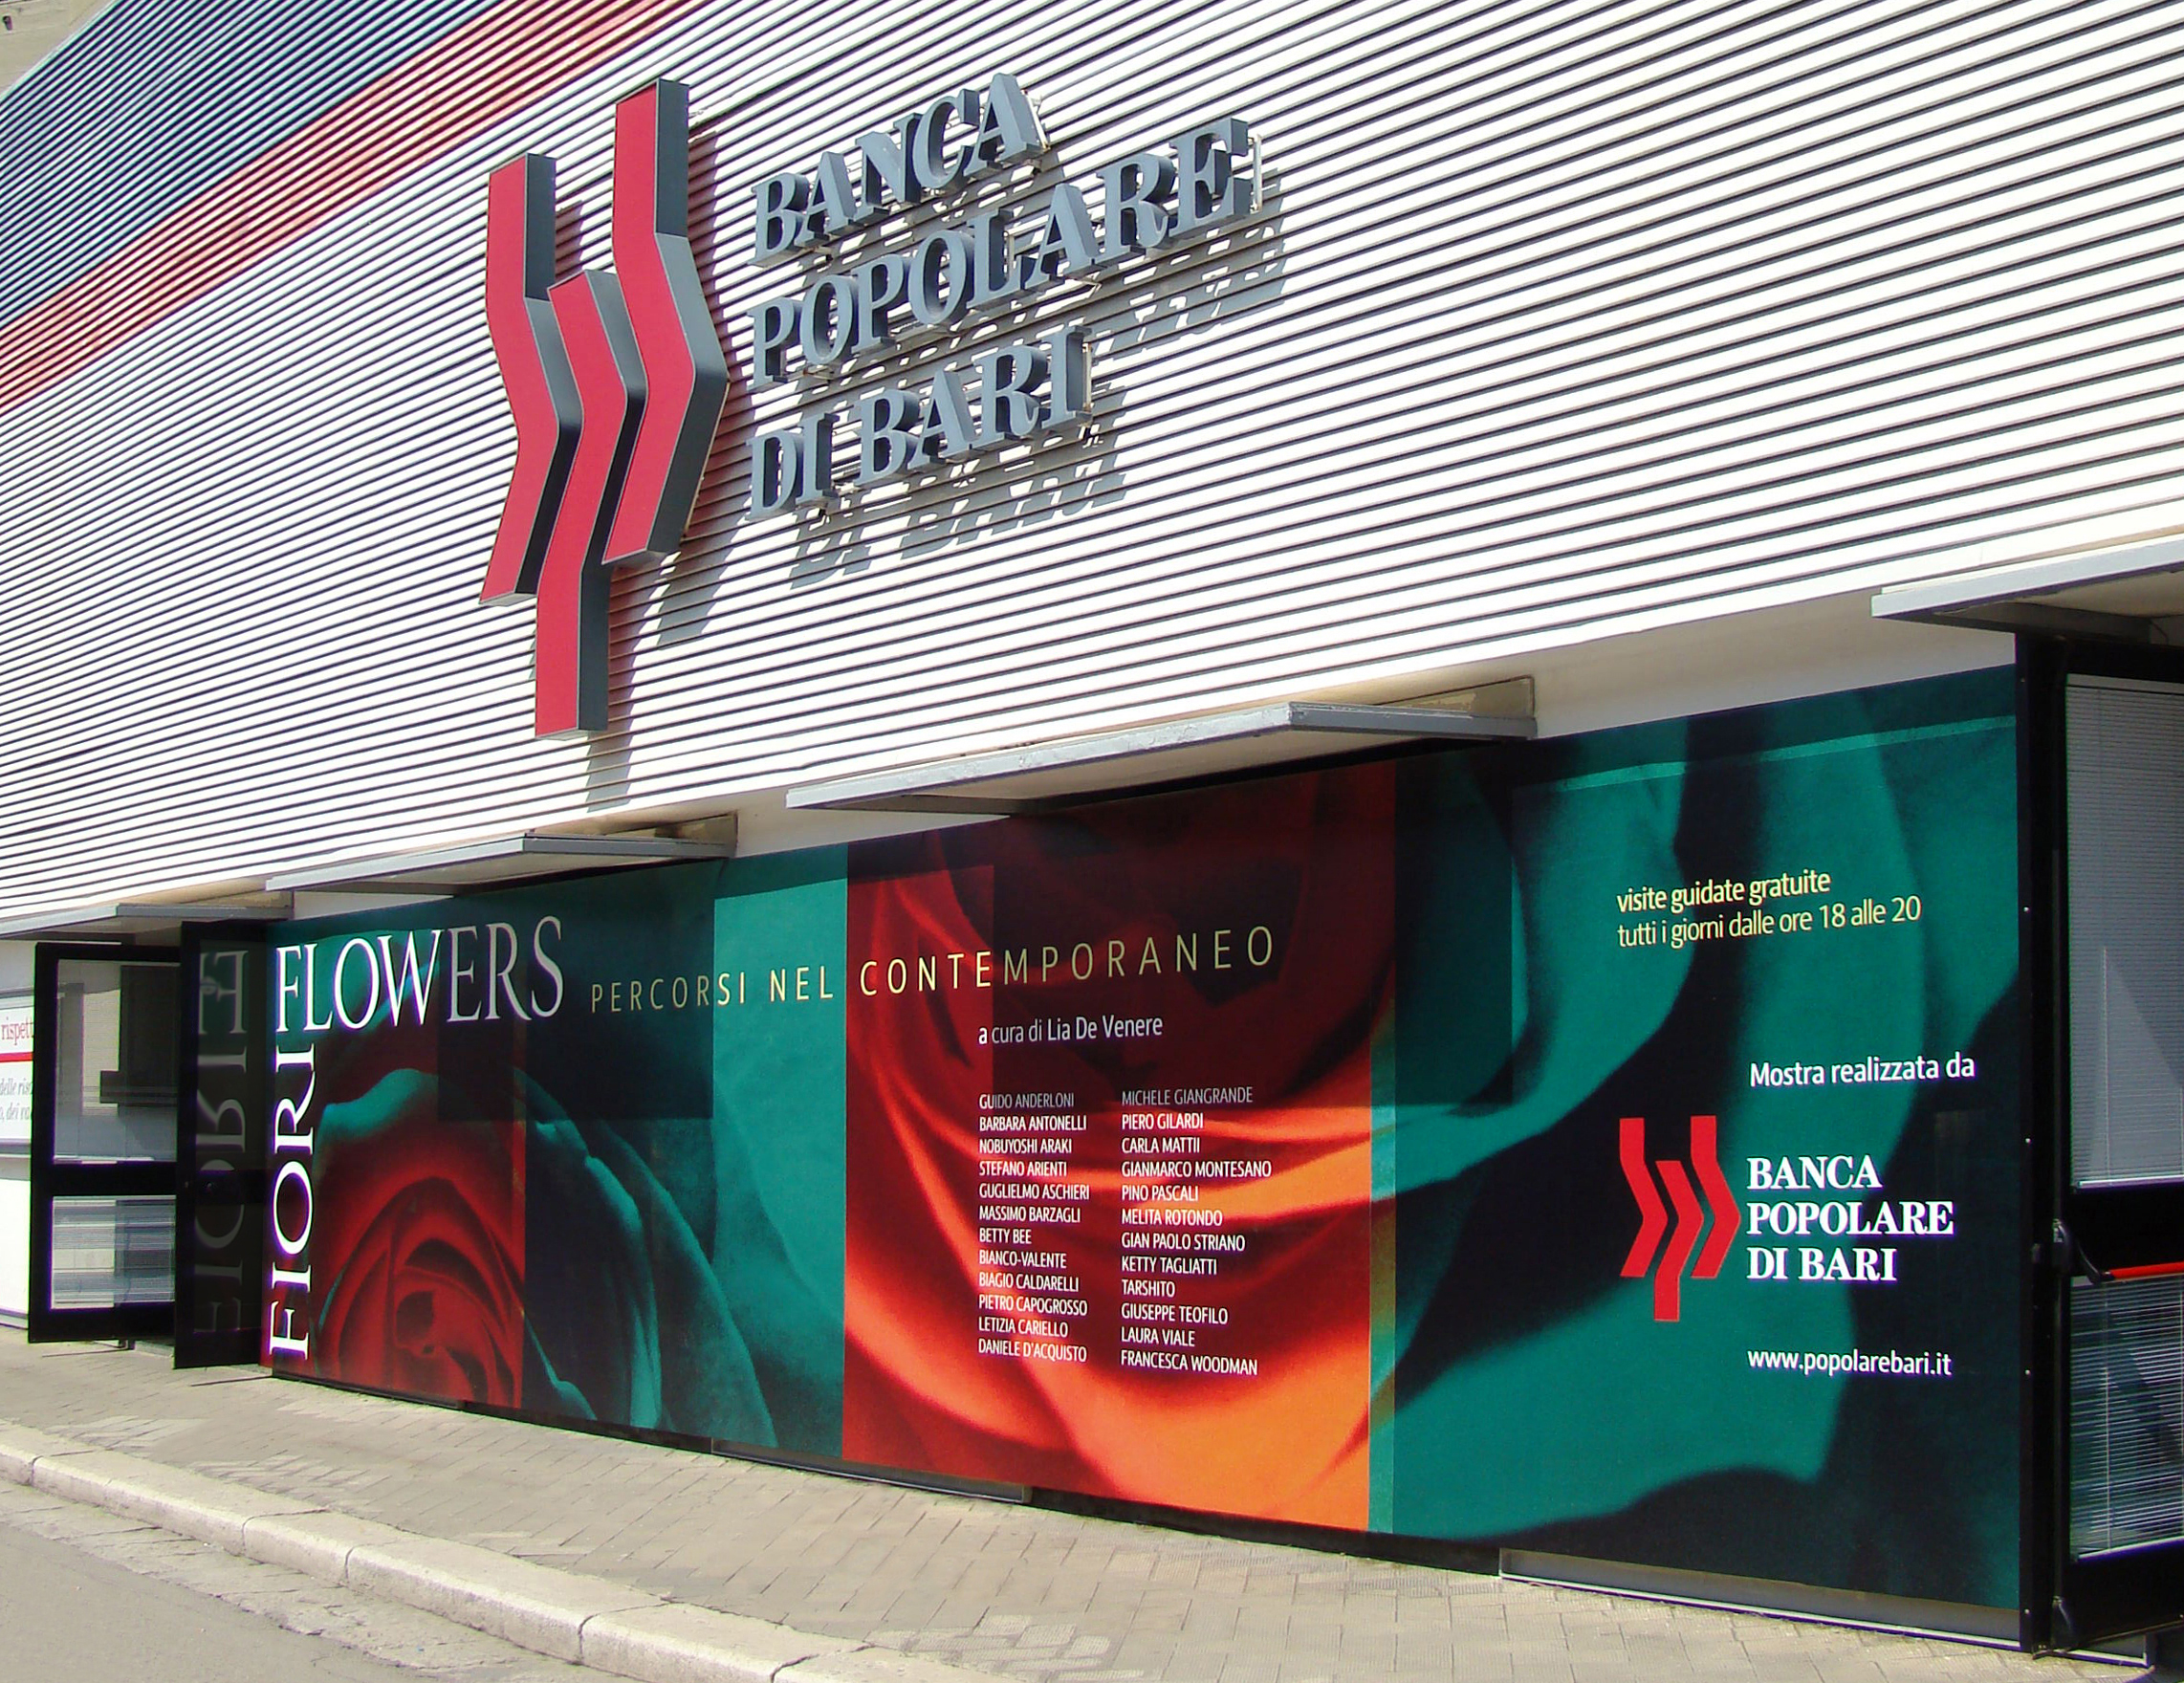 BANCA
POPOLARE
DI BARI
FLOWERS
FIORI
PERCORSI NEL CONTEMPORANEO
a cura di Lia De Venere
GUIDO ANDERLONI
BARBARA ANTONELLI
NOBUYOSHI ARAKI
STEFANO ARIENTI
GUGLIELMO ASCHIERI
MASSIMO BARZAGLI
BETTY BEE
BIANCO-VALENTE
BIAGIO CALDARELLI
PIETRO CAPOGROSSO
LETIZIA CARIELLO
DANIELE D'ACQUISTO
MICHELE GIANGRANDE
PIERO GILARDI
CARLA MATTII
GIANMARCO MONTESANO
PINO PASCALI
MELITA ROTONDO
GIAN PAOLO STRIANO
KETTY TAGLIATTI
TARSHITO
GIUSEPPE TEOFILO
LAURA VIALE
FRANCESCA WOODMAN
visite guidate gratuite
tutti i giorni dalle ore 18 alle 20
Mostra realizzata da
BANCA
POPOLARE
DI BARI
www.popolarebari.it